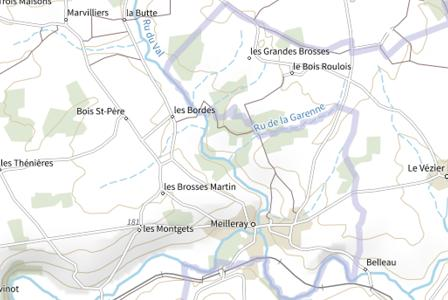 Trois Maisons
Marvilliers
la Butte
Ru du Val
les Grandes Brosses
le Bois Roulois
Bois St-Père
les Bordes
Ru de la Garenne
les Thénières
Le Vézier
les Brosses Martin
181
les Montgets
Meilleray
Belleau
vinot